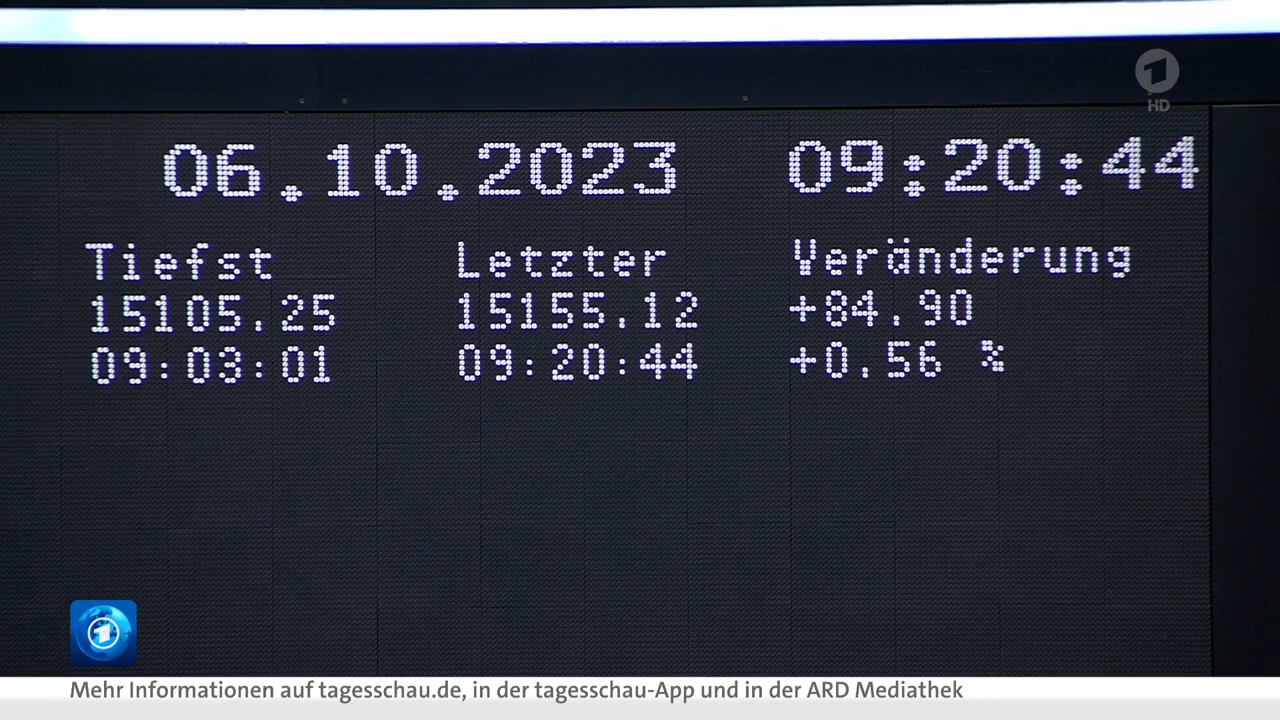 1
HD
06.10.2023 09:20:44
Tiefst Letzter Veränderung
15105.25 15155.12 +84.90
09:03:01 09:20:44 +0.56 %
1
Mehr Informationen auf tagesschau.de, in der tagesschau-App und in der ARD Mediathek